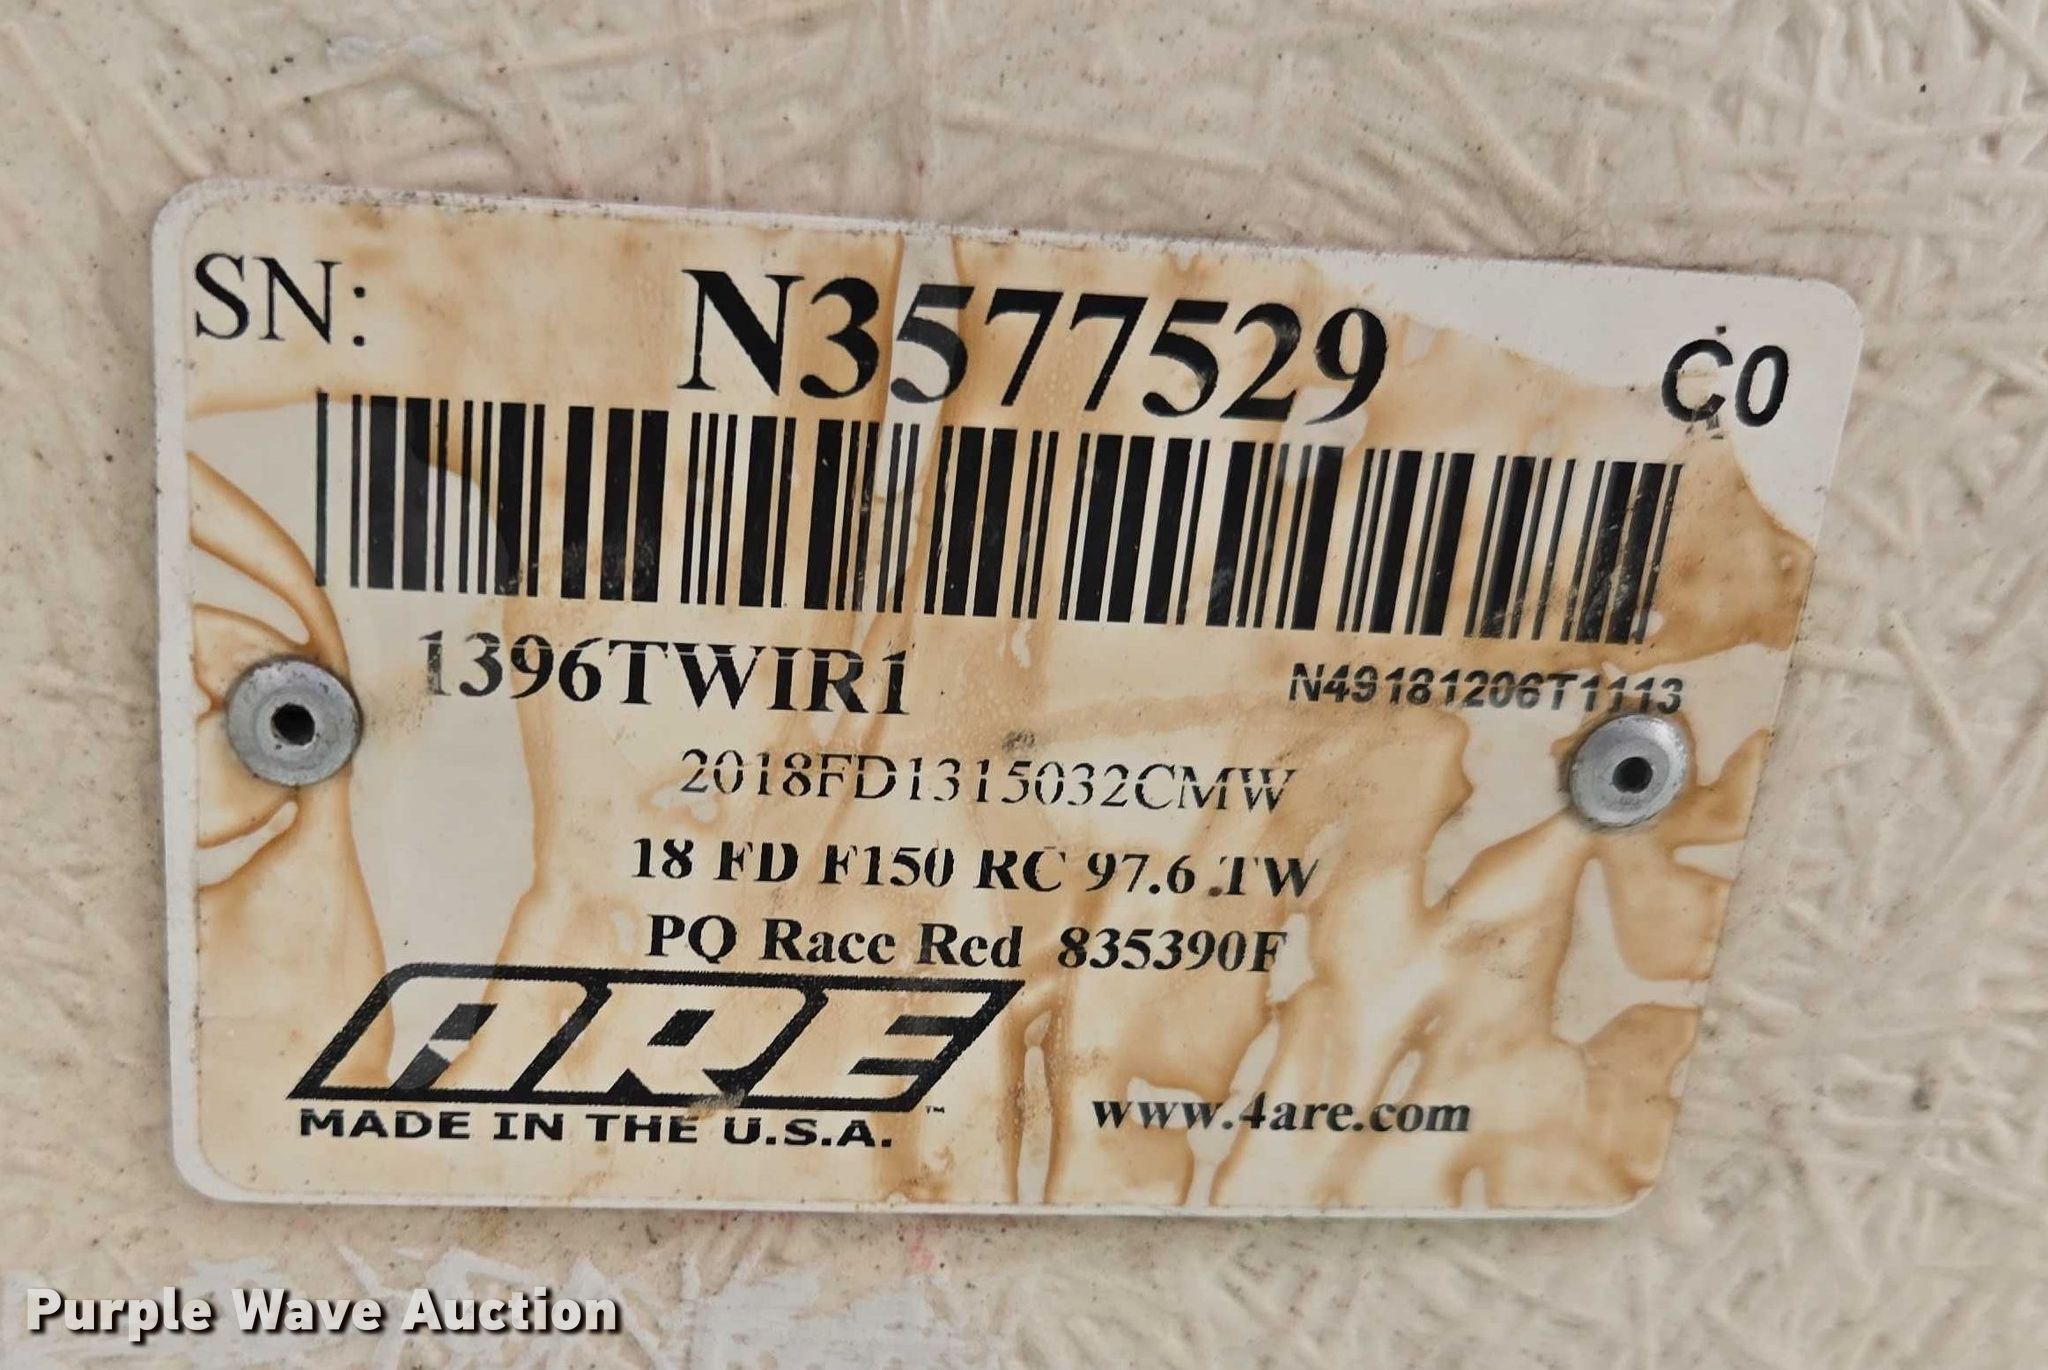 SN: N3577529 C0
1396TWIR1 N49181206T1113
2018FD1315032CMW
18 FD F150 RC 97.6 TW
PQ Race Red 835390F
ARE™
MADE IN THE U.S.A.
www.4are.com
Purple Wave Auction